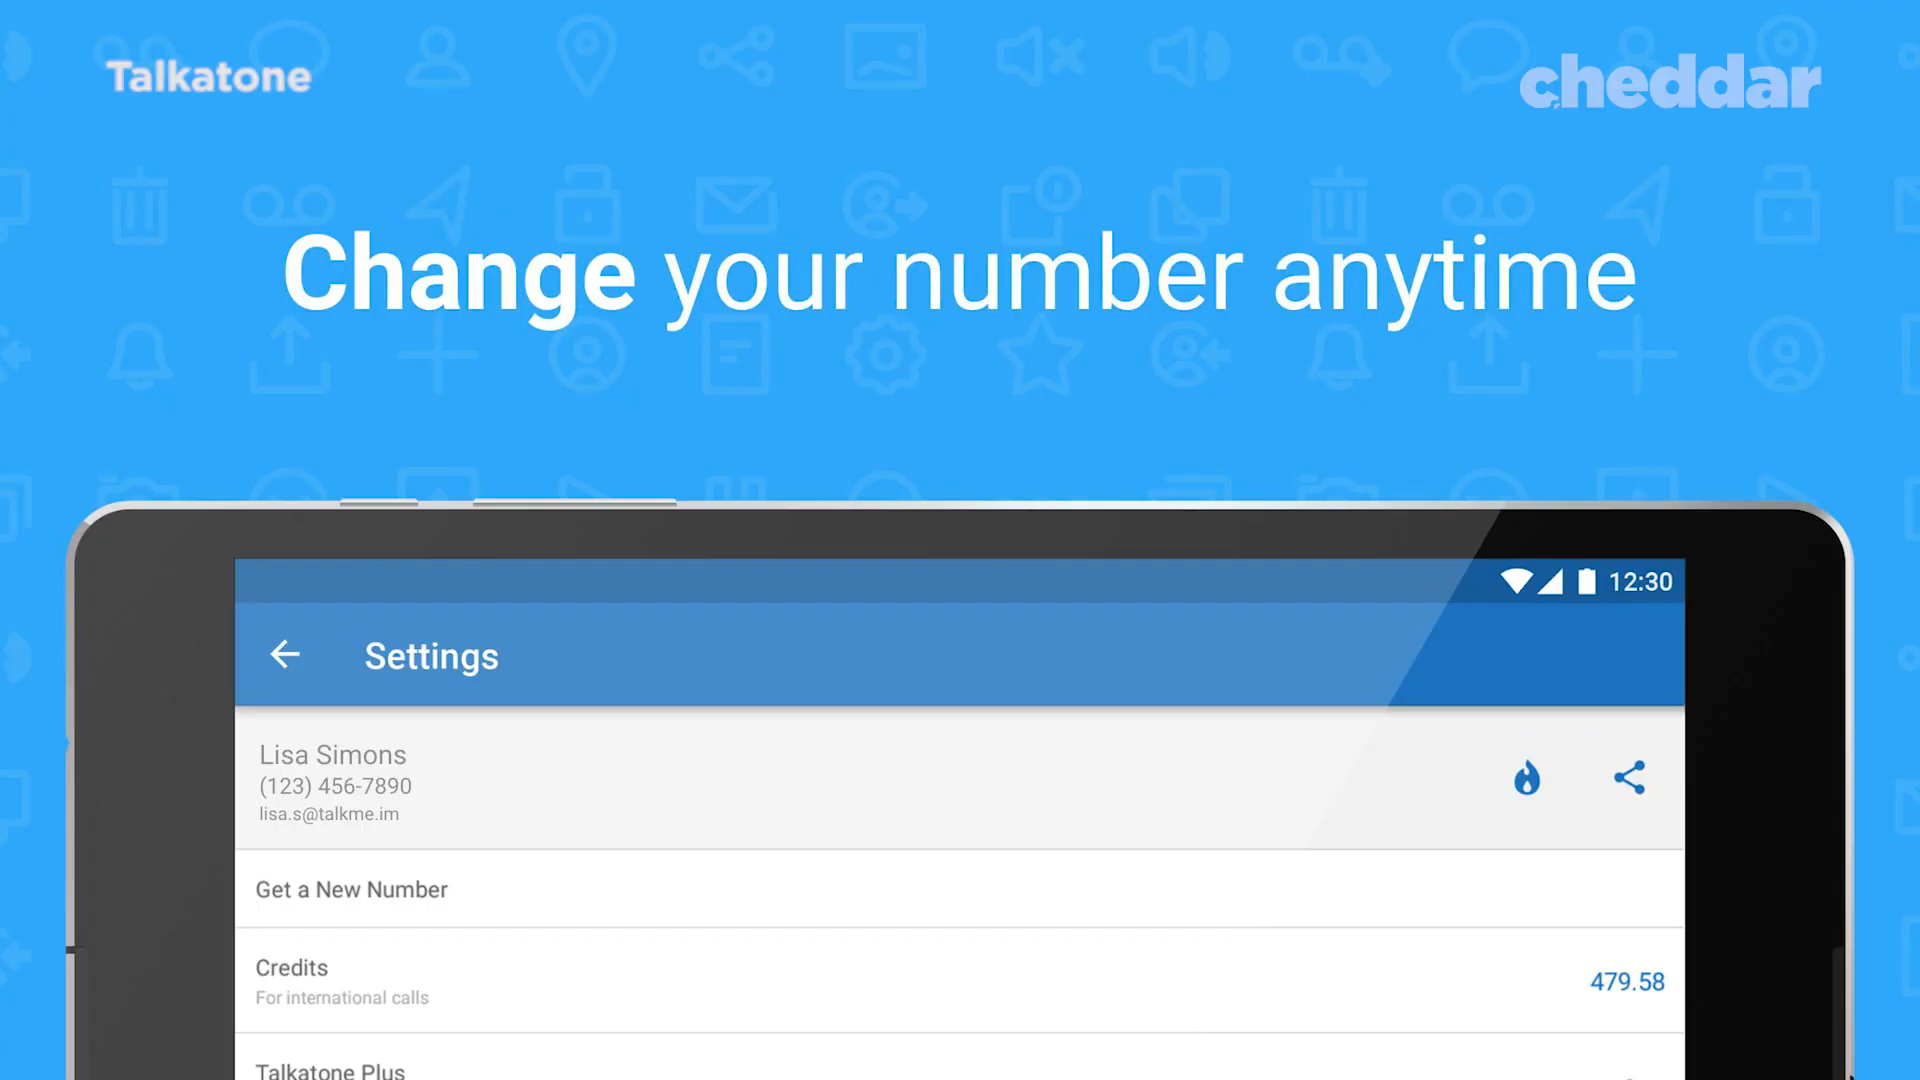 Talkatone
cheddar
Change your number anytime
12:30
Settings
Lisa Simons
(123) 456-7890
lisa.s@talkme.im
Get a New Number
Credits
For international calls
479.58
Talkatone Plus